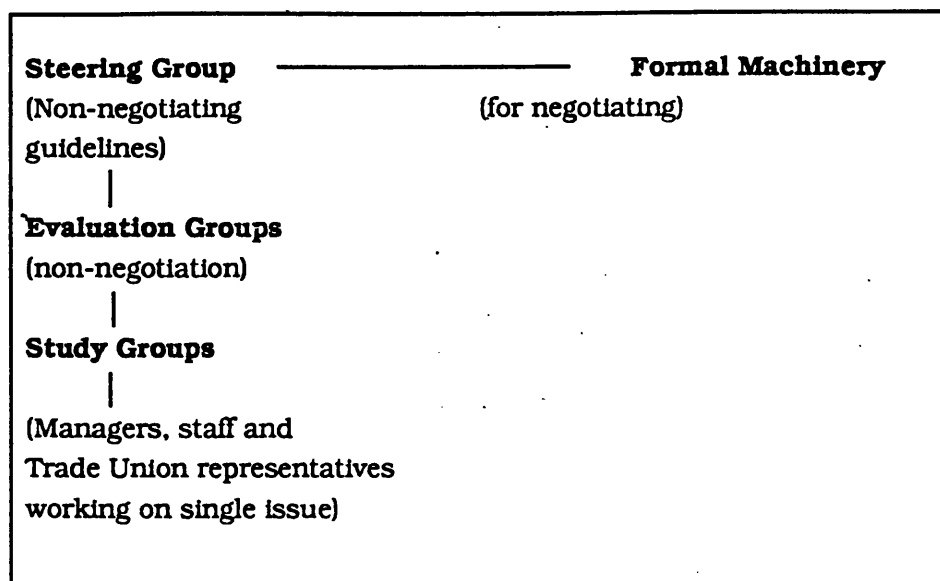 Steering Group Formal Machinery
(Non-negotiating (for negotiating)
guidelines)
Evaluation Groups
(non-negotiation)
Study Groups
(Managers, staff and
Trade Union representatives
working on single issue)